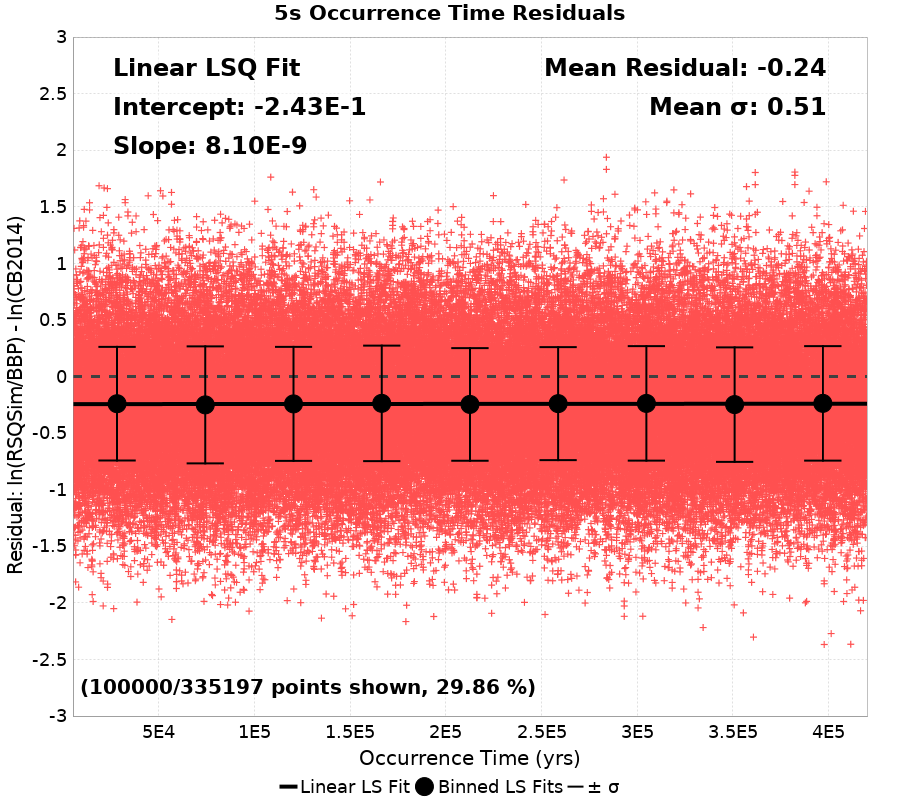 5s Occurrence Time Residuals
Linear LSQ Fit
Intercept: -2.43E-1
Slope: 8.10E-9
Mean Residual: -0.24
Mean σ: 0.51
Residual: ln(RSQSim/BBP) - ln(CB2014)
3
2.5
2
1.5
1
0.5
0
-0.5
-1
-1.5
-2
-2.5
-3
(100000/335197 points shown, 29.86 %)
5E4
1E5
1.5E5
2E5
2.5E5
3E5
3.5E5
4E5
Occurrence Time (yrs)
Linear LS Fit
Binned LS Fits
± σ